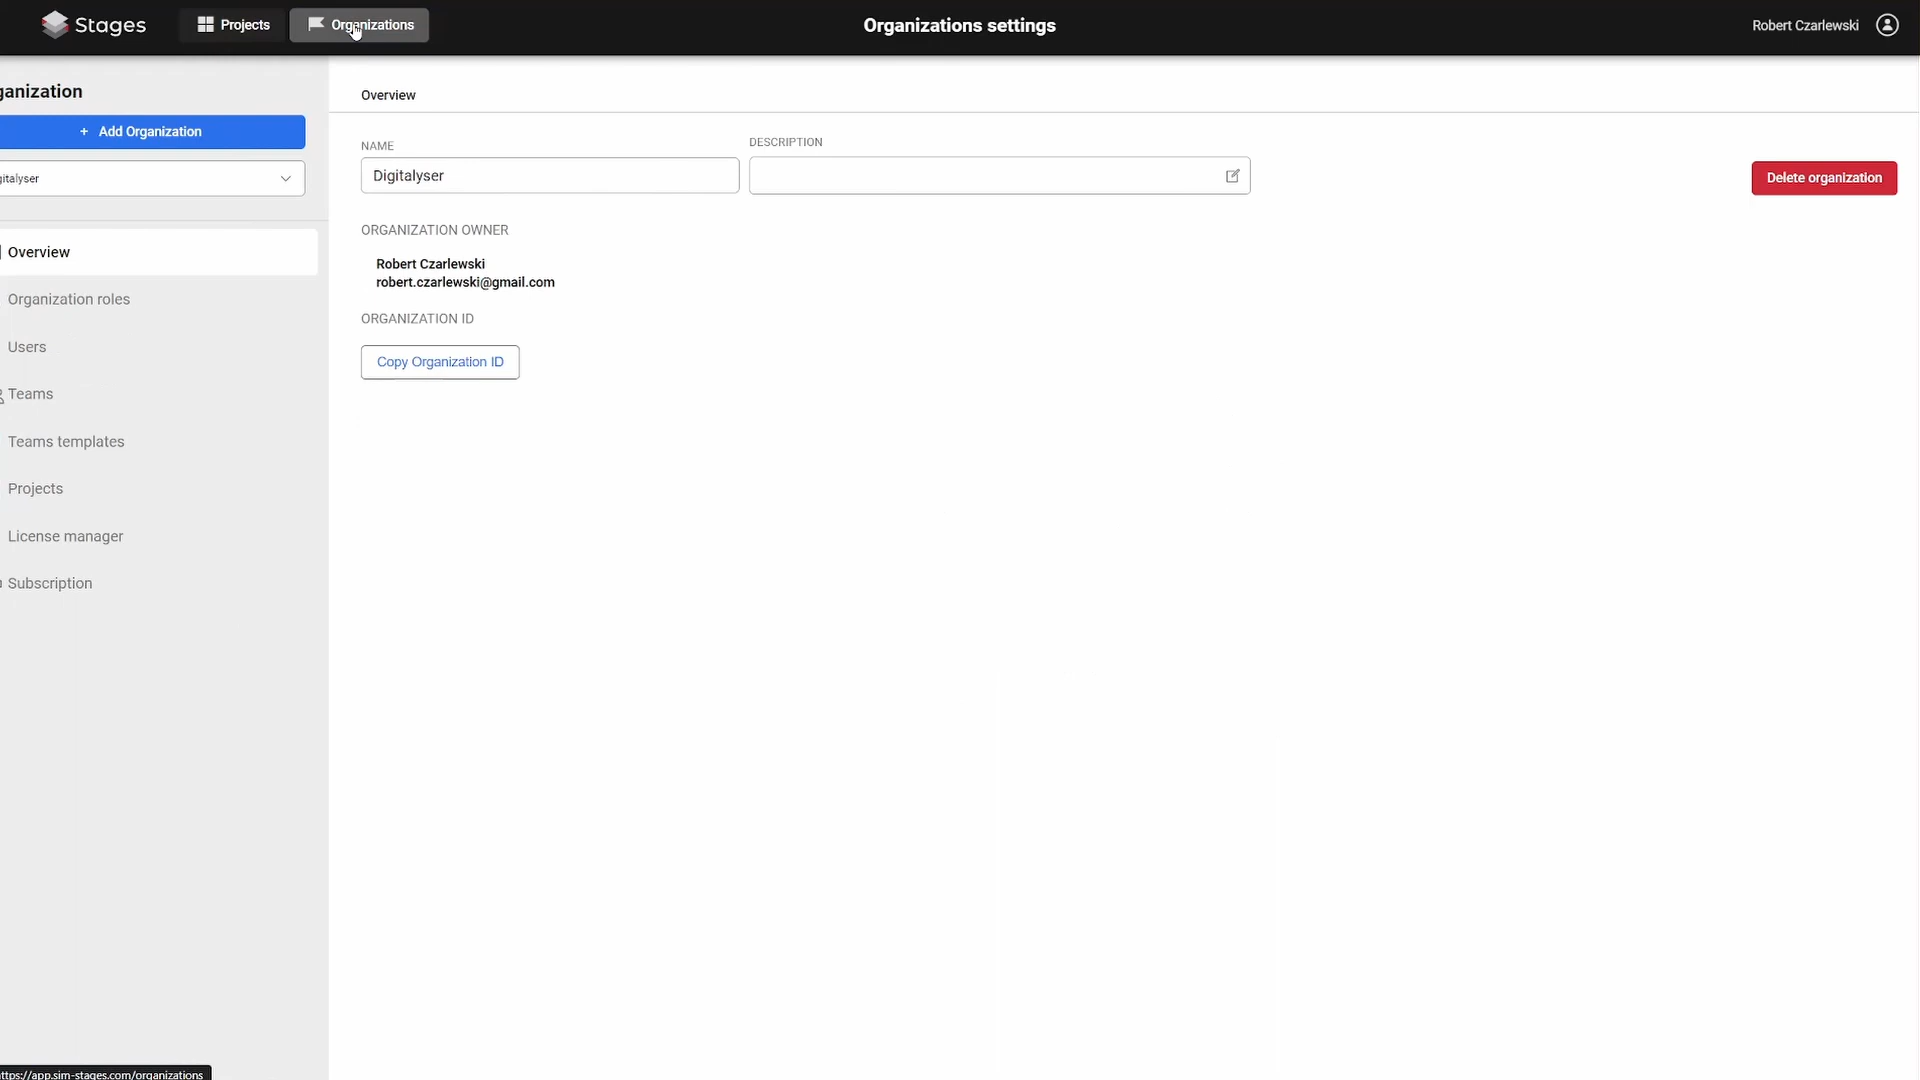 Stages
Projects
Organizations
Organizations settings
Robert Czarlewski
ganization
+ Add Organization
gitalyser
Overview
Organization roles
Users
Teams
Teams templates
Projects
License manager
Subscription
Overview
NAME
DESCRIPTION
Digitalyser
Delete organization
ORGANIZATION OWNER
Robert Czarlewski
robert.czarlewski@gmail.com
ORGANIZATION ID
Copy Organization ID
ttps://app.sim-stages.com/organizations